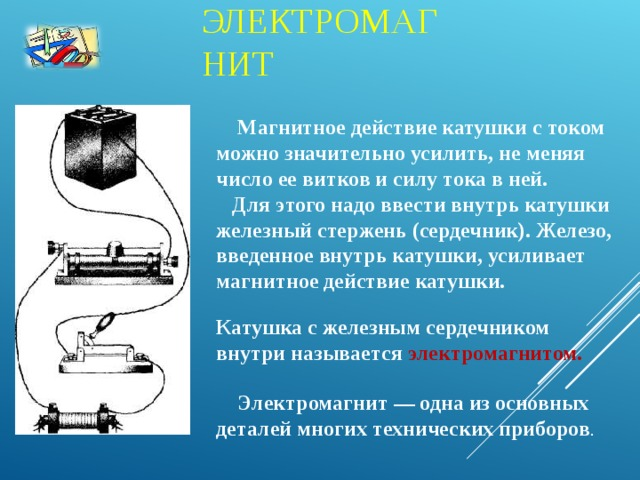 ЭЛЕКТРОМАГ
НИТ
Магнитное действие катушки с током
можно значительно усилить, не меняя
число ее витков и силу тока в ней.
Для этого надо ввести внутрь катушки
железный стержень (сердечник). Железо,
введенное внутрь катушки, усиливает
магнитное действие катушки.
Катушка с железным сердечником
внутри называется электромагнитом.
Электромагнит — одна из основных
деталей многих технических приборов.